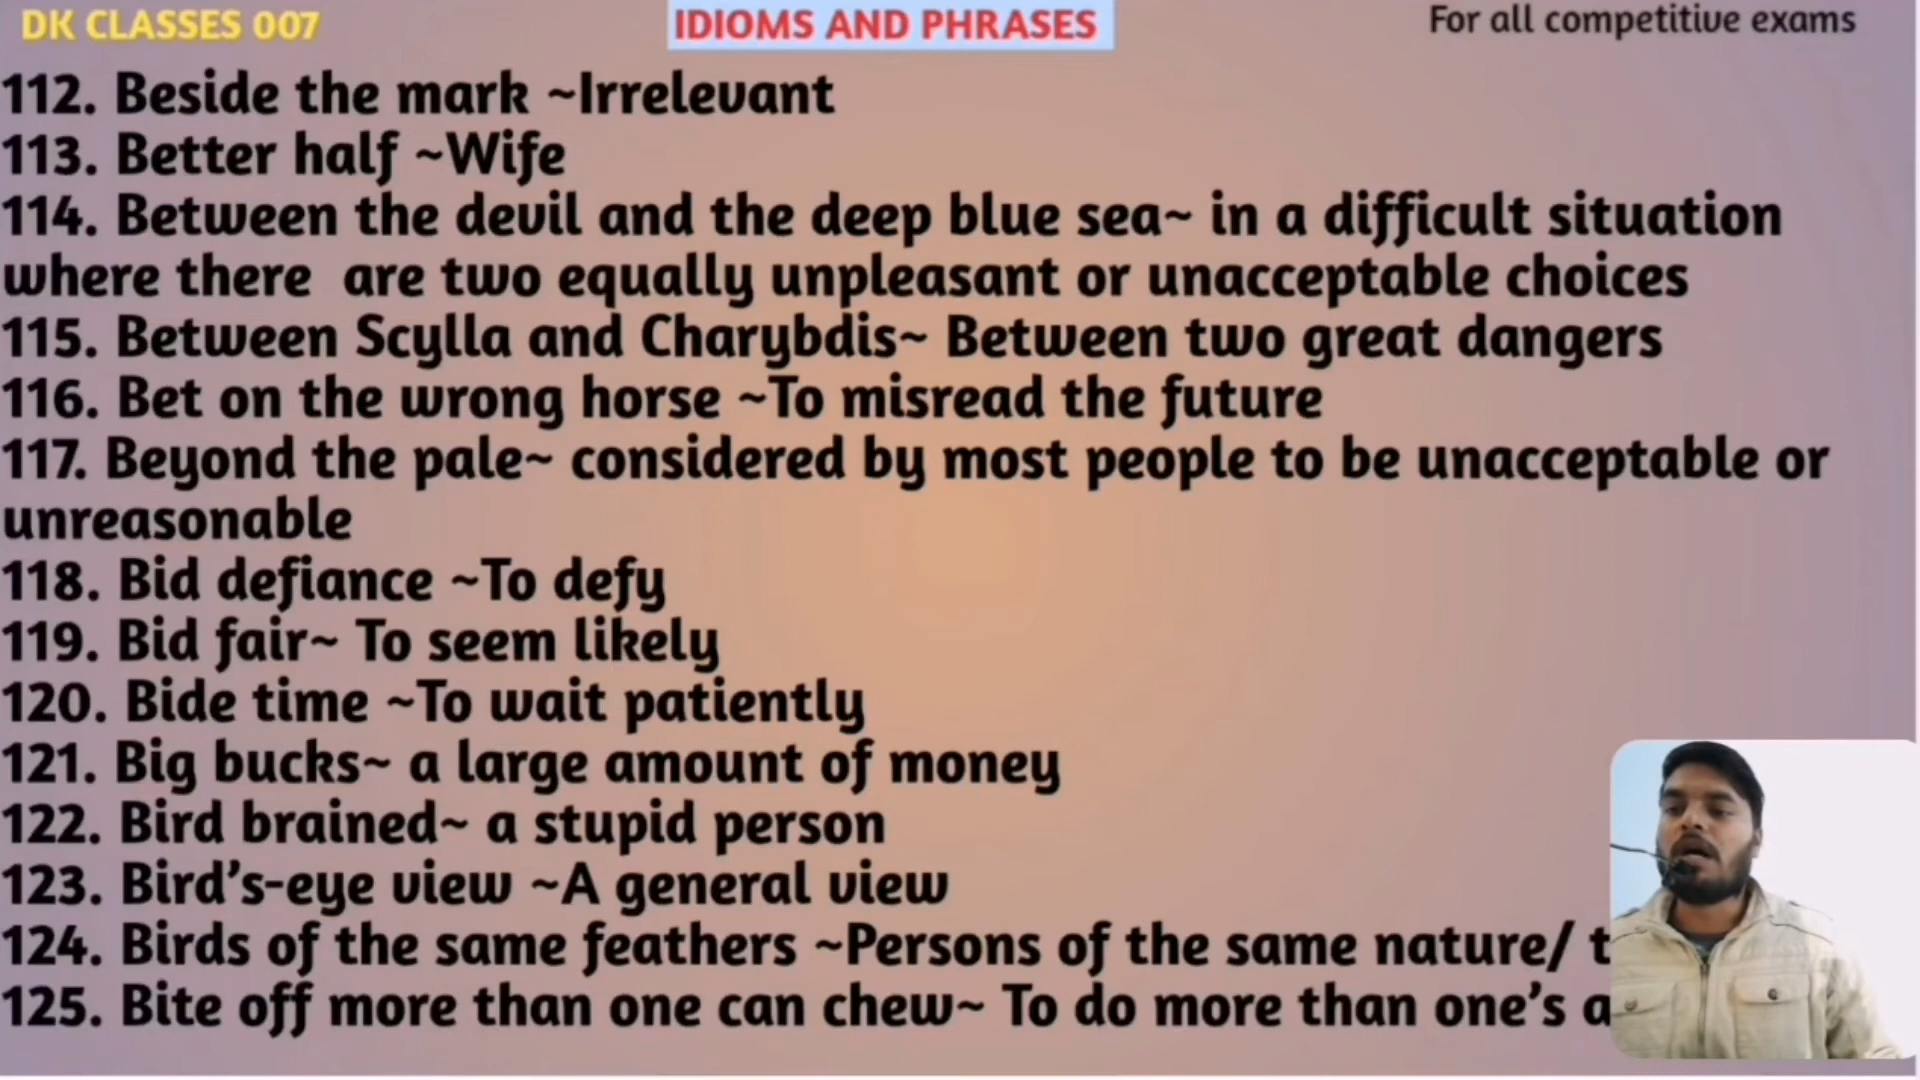 DK CLASSES 007
IDIOMS AND PHRASES
For all competitive exams
112. Beside the mark ~Irrelevant
113. Better half ~Wife
114. Between the devil and the deep blue sea~ in a difficult situation
where there are two equally unpleasant or unacceptable choices
115. Between Scylla and Charybdis~ Between two great dangers
116. Bet on the wrong horse ~To misread the future
117. Beyond the pale~ considered by most people to be unacceptable or
unreasonable
118. Bid defiance ~To defy
119. Bid fair~ To seem likely
120. Bide time ~To wait patiently
121. Big bucks~ a large amount of money
122. Bird brained~ a stupid person
123. Bird's-eye view ~A general view
124. Birds of the same feathers ~Persons of the same nature/
125. Bite off more than one can chew~ To do more than one's